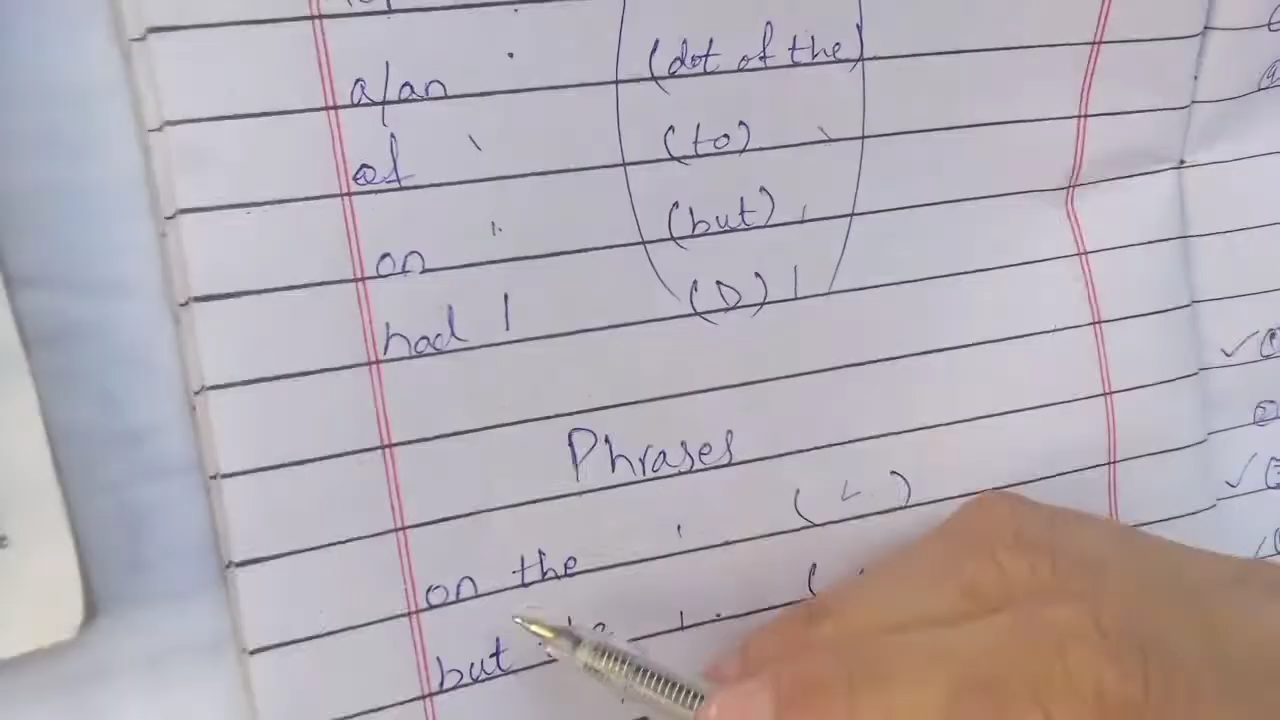 a/an . (dot of the)
of \ (to) \
on ı (but) ı
had | (D) |
Phrases
on the ı ( ∟ )
but